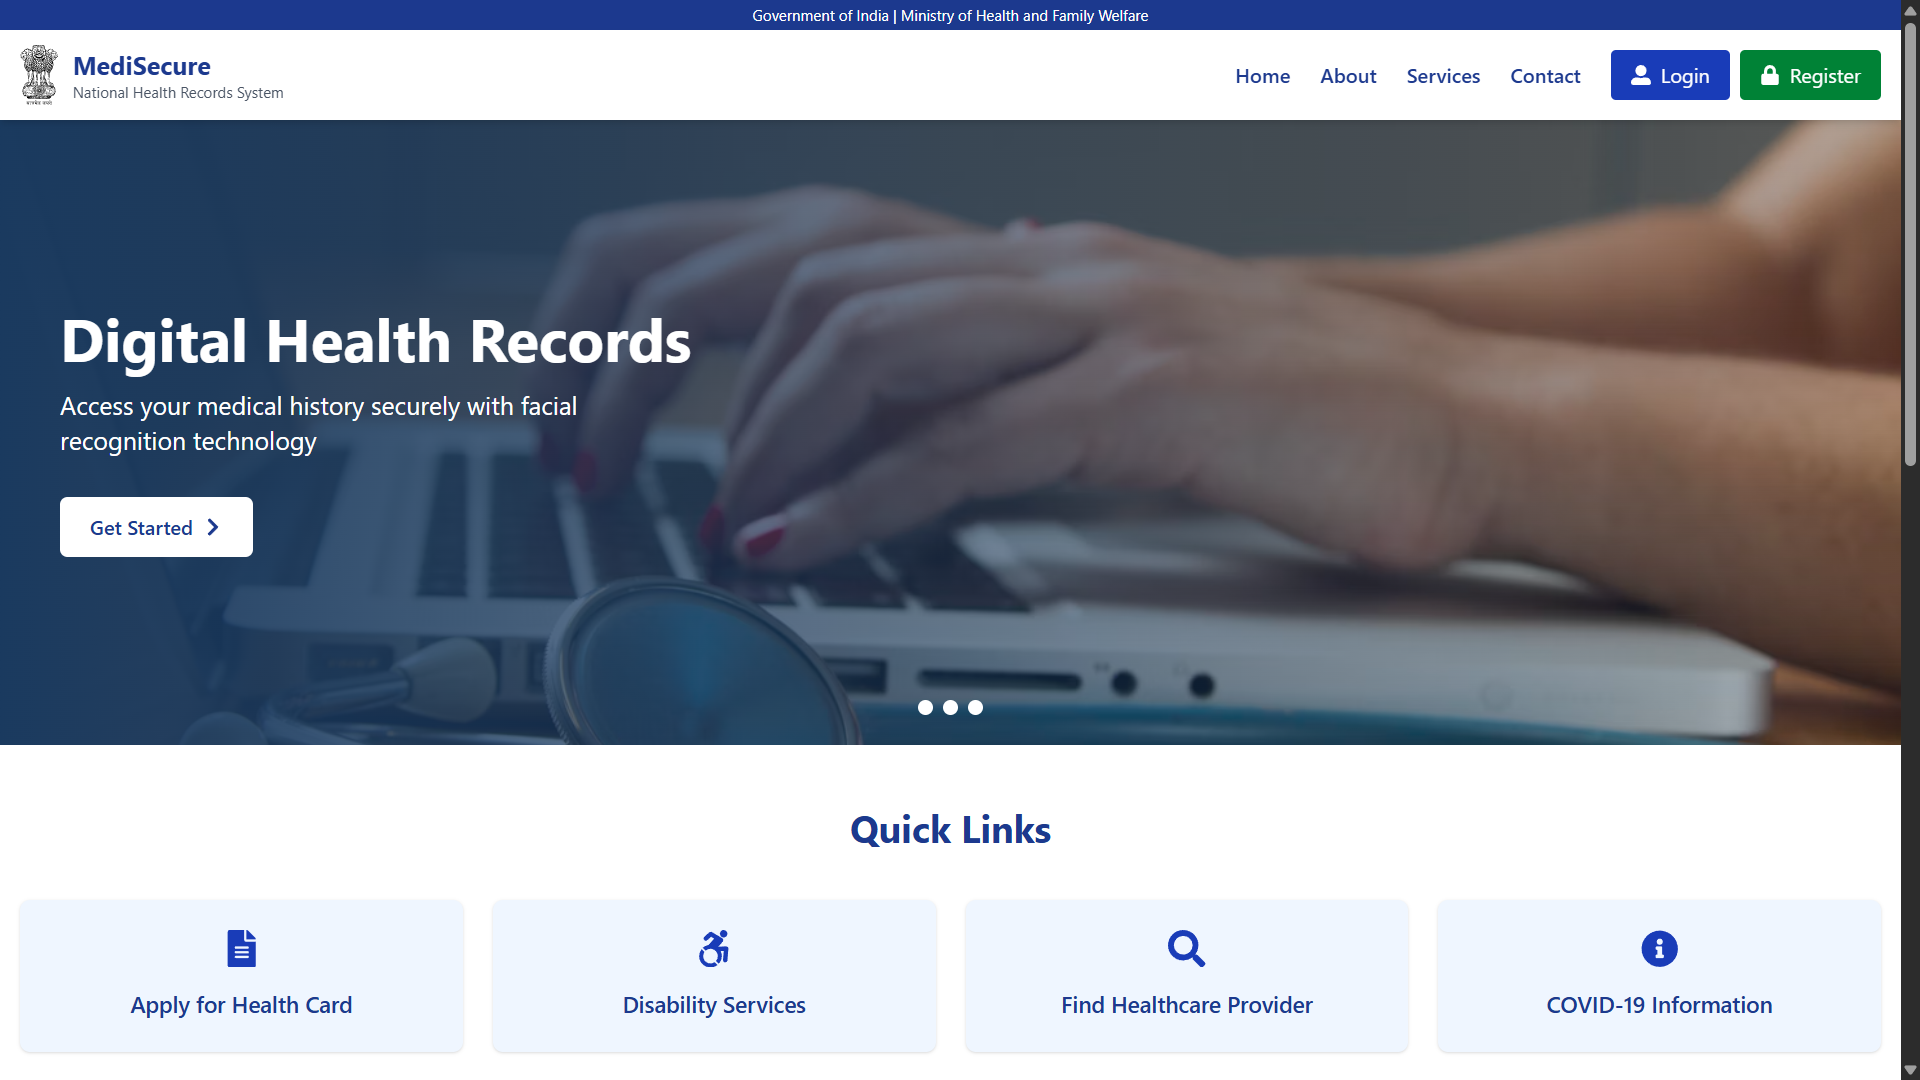 Government of India | Ministry of Health and Family Welfare
MediSecure
National Health Records System
Home
About
Services
Contact
Login
Register
Digital Health Records
Access your medical history securely with facial
recognition technology
Get Started
Quick Links
Apply for Health Card
Disability Services
Find Healthcare Provider
COVID-19 Information